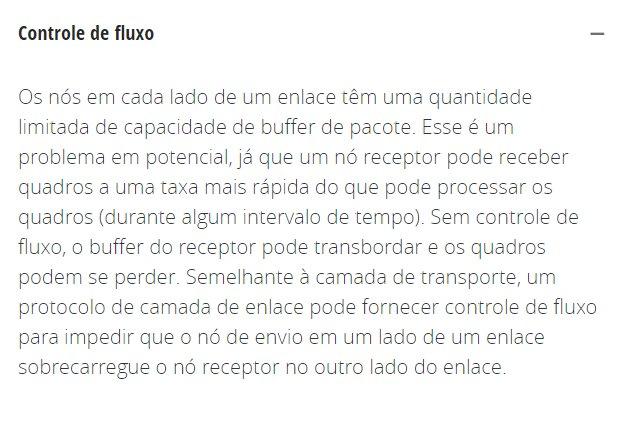 Controle de fluxo
Os nós em cada lado de um enlace têm uma quantidade
limitada de capacidade de buffer de pacote. Esse é um
problema em potencial, já que um nó receptor pode receber
quadros a uma taxa mais rápida do que pode processar os
quadros (durante algum intervalo de tempo). Sem controle de
fluxo, o buffer do receptor pode transbordar e os quadros
podem se perder. Semelhante à camada de transporte, um
protocolo de camada de enlace pode fornecer controle de fluxo
para impedir que o nó de envio em um lado de um enlace
sobrecarregue o nó receptor no outro lado do enlace.